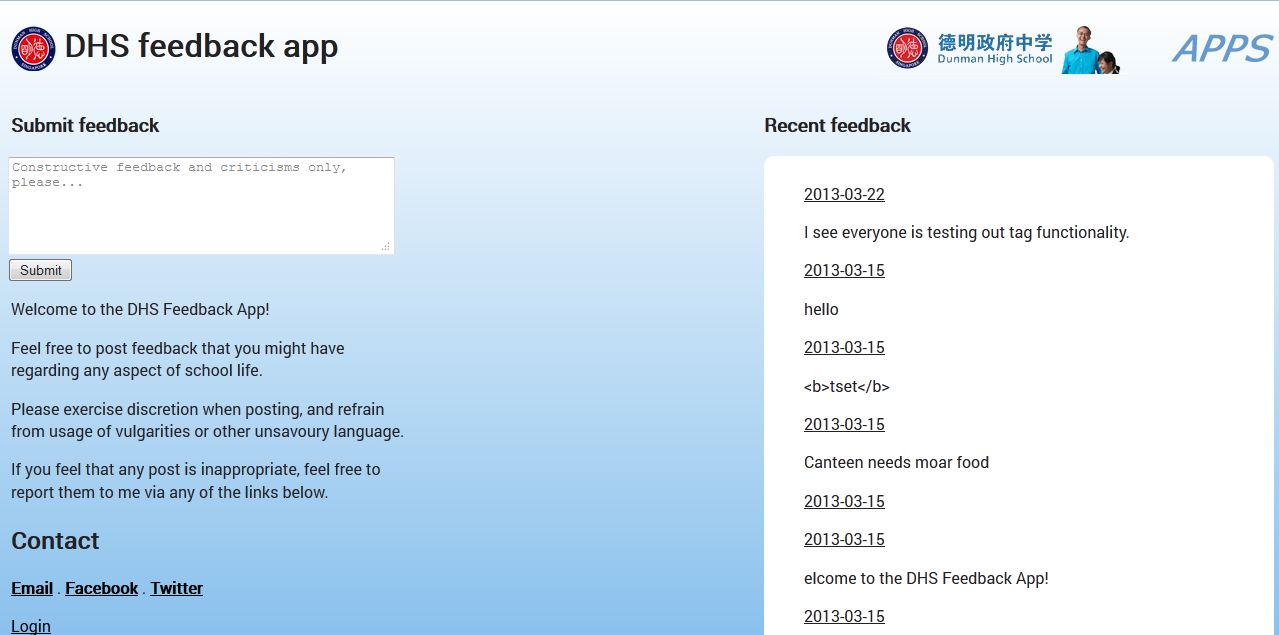 DHS feedback app
德明政府中学
Dunman High School
APPS
Submit feedback
Constructive feedback and criticisms only,
please...
Submit
Welcome to the DHS Feedback App!
Feel free to post feedback that you might have
regarding any aspect of school life.
Please exercise discretion when posting, and refrain
from usage of vulgarities or other unsavoury language.
If you feel that any post is inappropriate, feel free to
report them to me via any of the links below.
Contact
Email . Facebook . Twitter
Login
Recent feedback
2013-03-22
I see everyone is testing out tag functionality.
2013-03-15
hello
2013-03-15
<b>tset</b>
2013-03-15
Canteen needs moar food
2013-03-15
2013-03-15
elcome to the DHS Feedback App!
2013-03-15